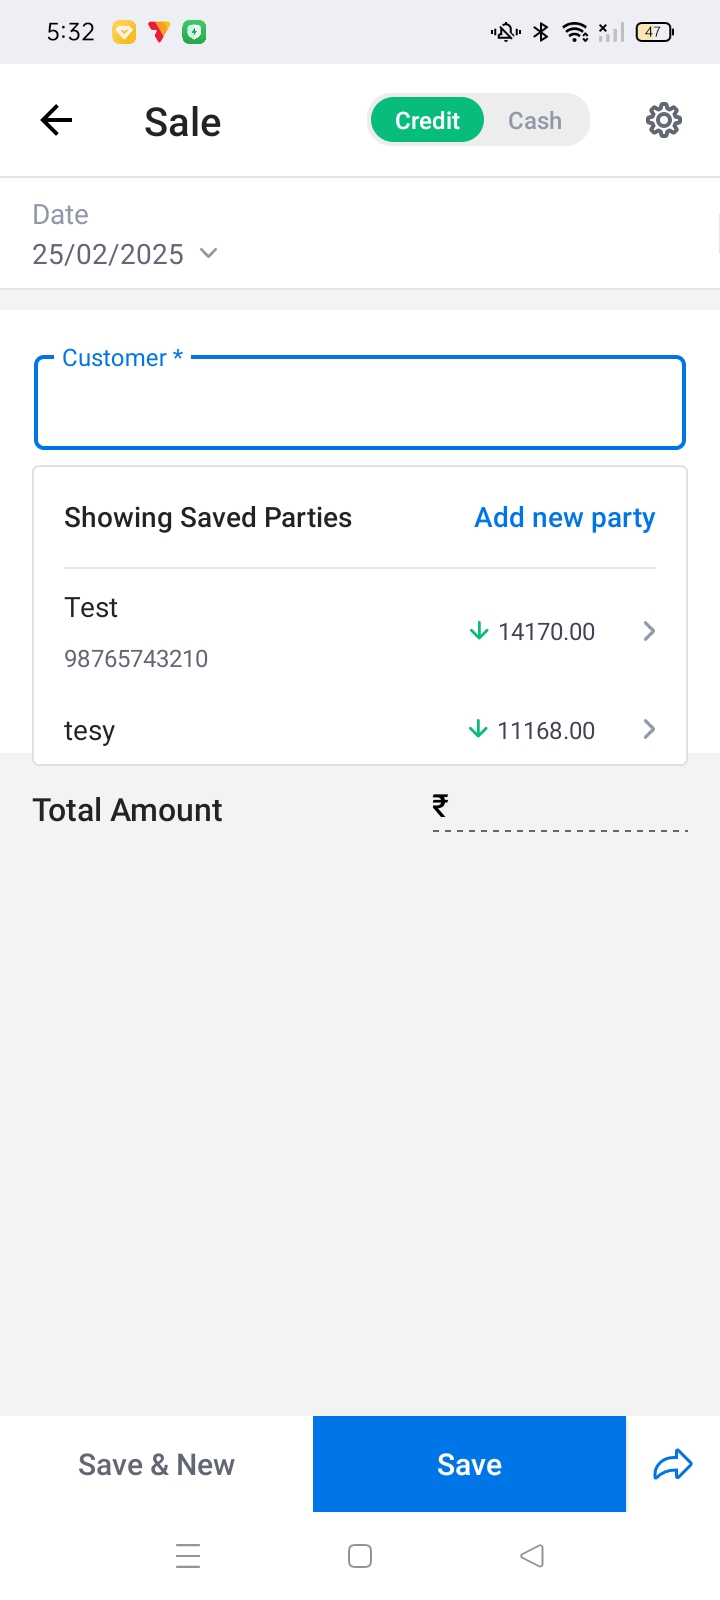 5:32
47
Sale
Credit
Cash
Date
25/02/2025
Customer *
Showing Saved Parties
Add new party
Test
98765743210
14170.00
tesy
11168.00
Total Amount
₹
Save & New
Save